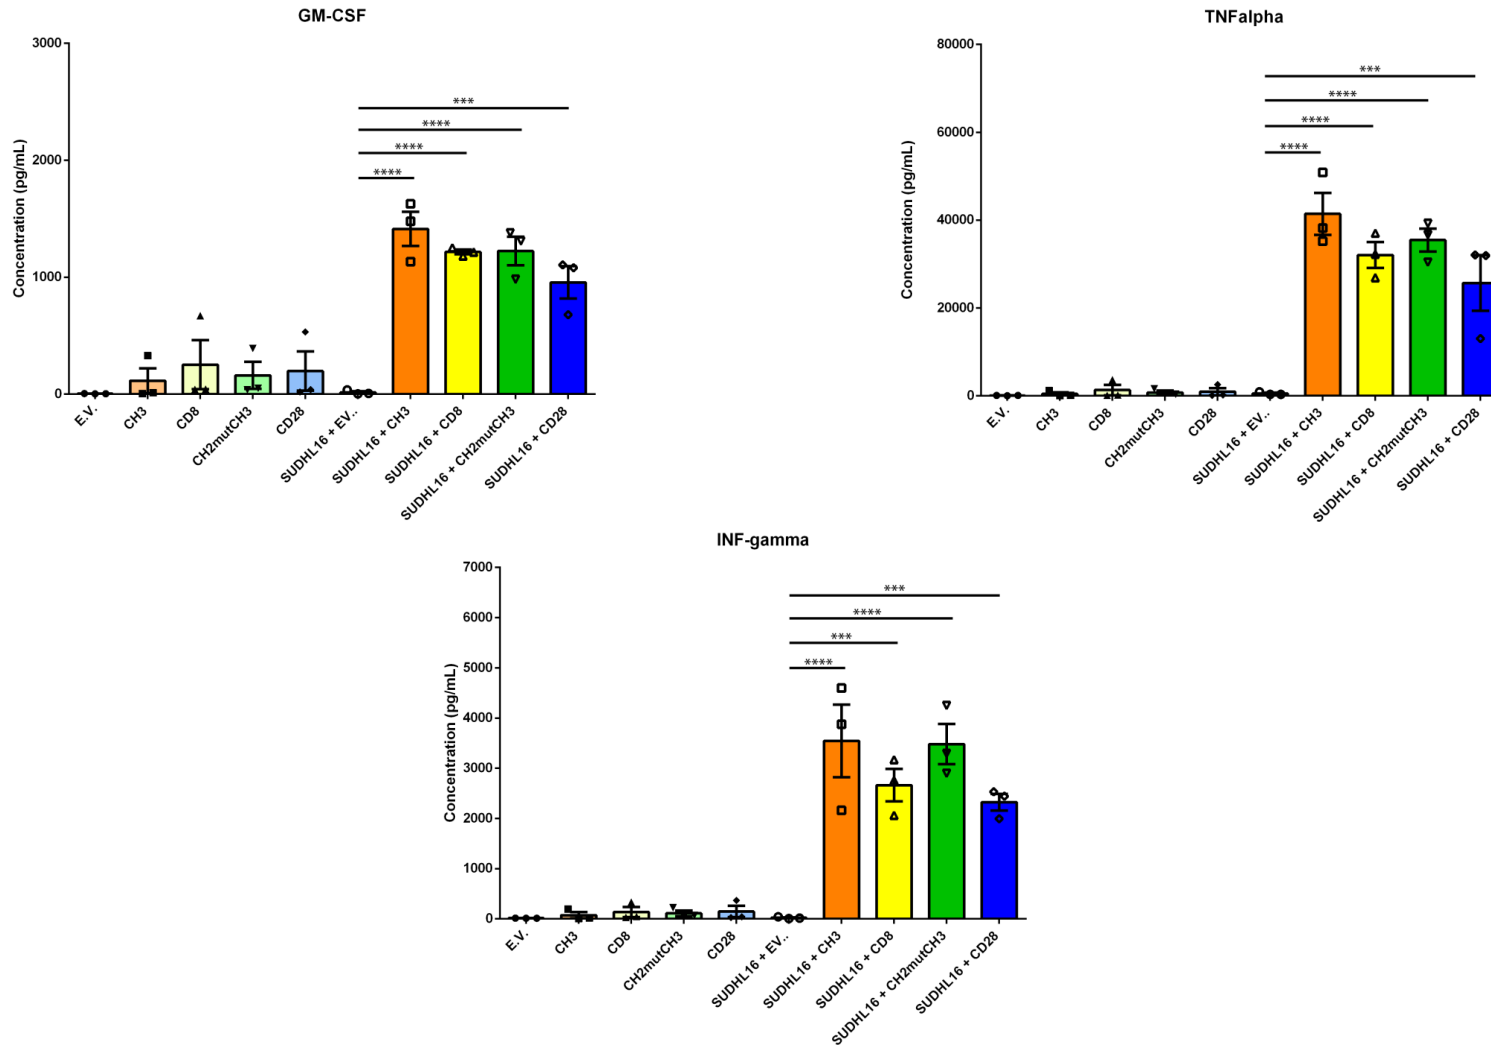 GM-CSF
3000
2000
1000
0
Concentration (pg/mL)
***
****
****
****
E.V.
CH3
CD8
CH2mutCH3
CD28
SUDHL16 + EV..
SUDHL16 + CH3
SUDHL16 + CD8
SUDHL16 + CH2mutCH3
SUDHL16 + CD28
TNFalpha
80000
60000
40000
20000
0
Concentration (pg/mL)
***
****
****
****
E.V.
CH3
CD8
CH2mutCH3
CD28
SUDHL16 + EV..
SUDHL16 + CH3
SUDHL16 + CD8
SUDHL16 + CH2mutCH3
SUDHL16 + CD28
INF-gamma
7000
6000
5000
4000
3000
2000
1000
0
Concentration (pg/mL)
***
****
***
****
E.V.
CH3
CD8
CH2mutCH3
CD28
SUDHL16 + EV..
SUDHL16 + CH3
SUDHL16 + CD8
SUDHL16 + CH2mutCH3
SUDHL16 + CD28